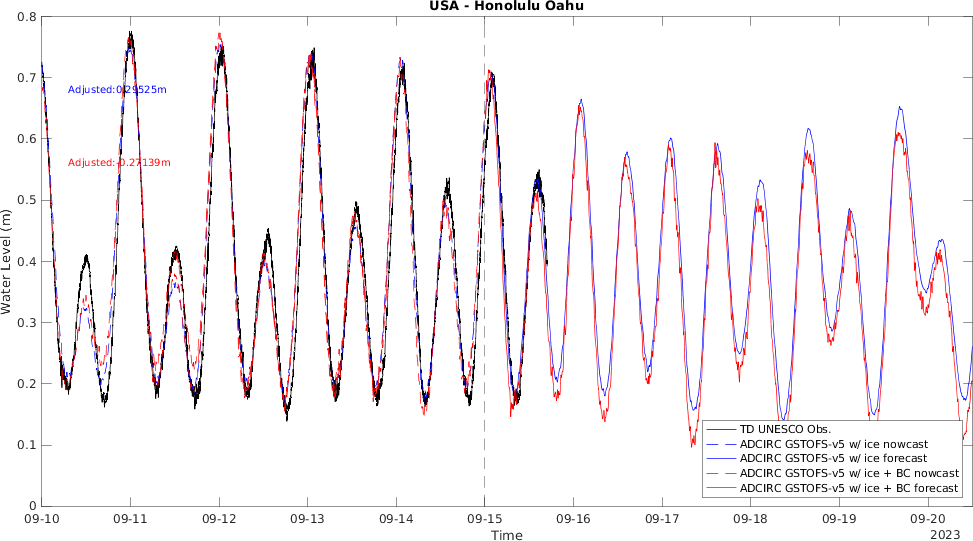 USA - Honolulu Oahu
0.8
0.7
0.6
0.5
0.4
0.3
0.2
0.1
0
Water Level (m)
Adjusted:0.29525m
Adjusted:-0.27139m
TD UNESCO Obs.
ADCIRC GSTOFS-v5 w/ ice nowcast
ADCIRC GSTOFS-v5 w/ ice forecast
ADCIRC GSTOFS-v5 w/ ice + BC nowcast
ADCIRC GSTOFS-v5 w/ ice + BC forecast
09-10 09-11 09-12 09-13 09-14 09-15 09-16 09-17 09-18 09-19 09-20
Time
2023